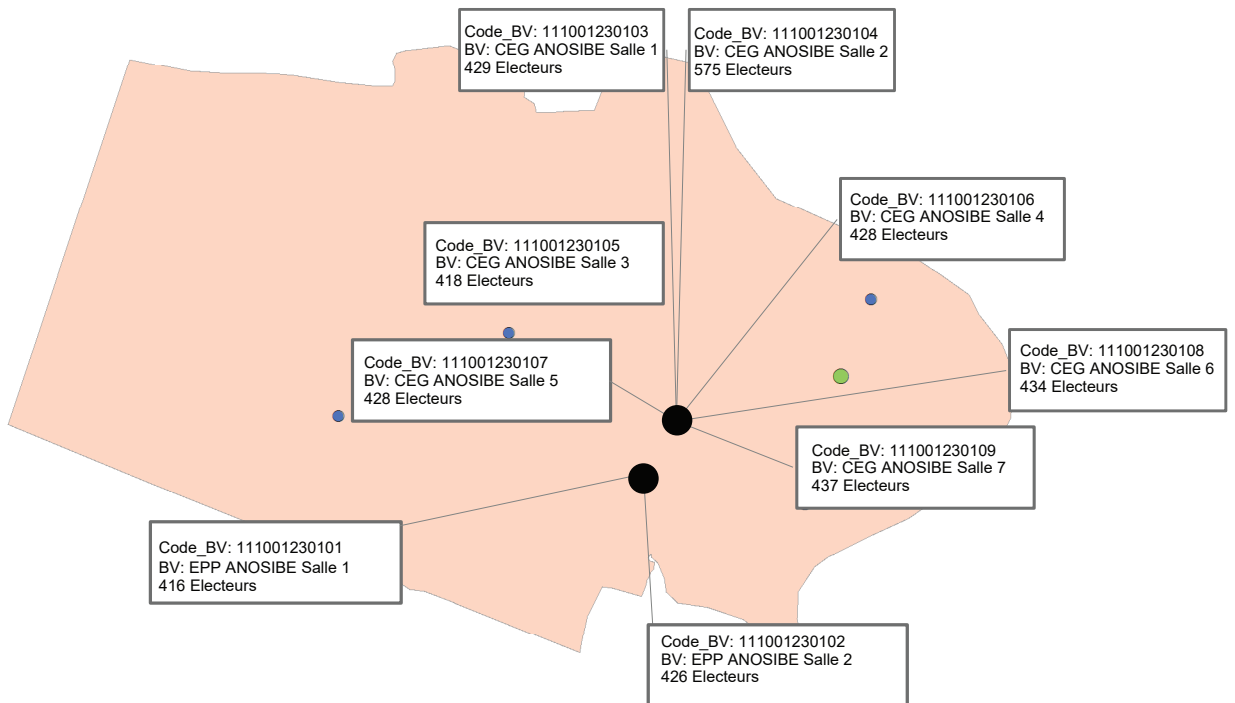 Code_BV: 111001230103
BV: CEG ANOSIBE Salle 1
429 Electeurs
Code_BV: 111001230104
BV: CEG ANOSIBE Salle 2
575 Electeurs
Code_BV: 111001230106
BV: CEG ANOSIBE Salle 4
428 Electeurs
Code_BV: 111001230105
BV: CEG ANOSIBE Salle 3
418 Electeurs
Code_BV: 111001230107
BV: CEG ANOSIBE Salle 5
428 Electeurs
Code_BV: 111001230108
BV: CEG ANOSIBE Salle 6
434 Electeurs
Code_BV: 111001230109
BV: CEG ANOSIBE Salle 7
437 Electeurs
Code_BV: 111001230101
BV: EPP ANOSIBE Salle 1
416 Electeurs
Code_BV: 111001230102
BV: EPP ANOSIBE Salle 2
426 Electeurs